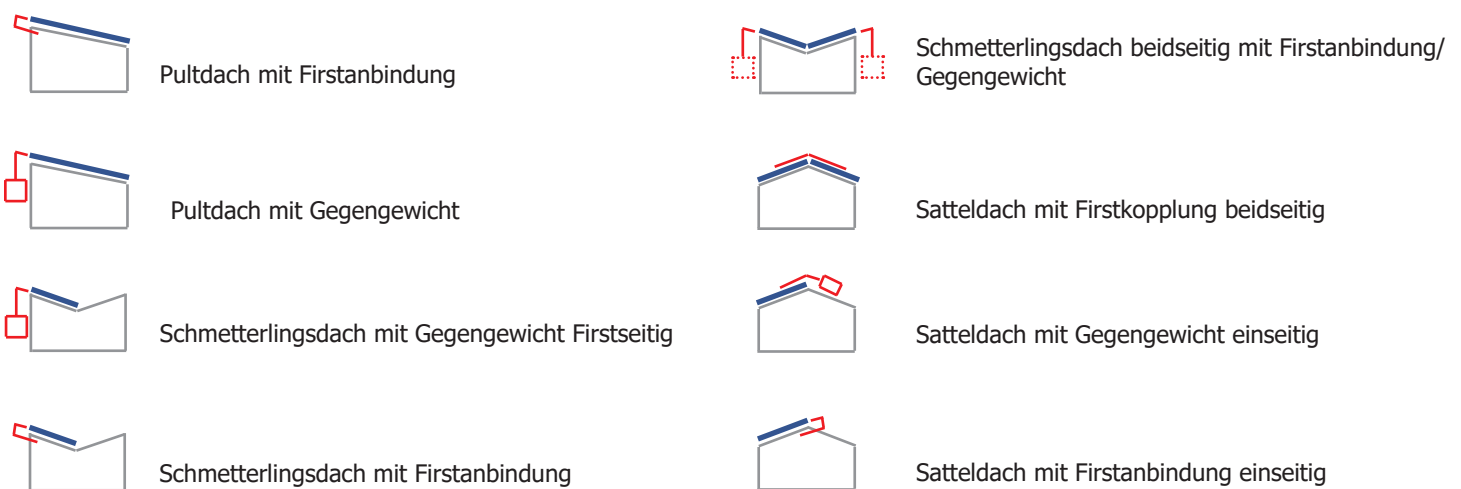 Pultdach mit Firstanbindung
Pultdach mit Gegengewicht
Schmetterlingsdach mit Gegengewicht Firstseitig
Schmetterlingsdach mit Firstanbindung
Schmetterlingsdach beidseitig mit Firstanbindung/
Gegengewicht
Satteldach mit Firstkopplung beidseitig
Satteldach mit Gegengewicht einseitig
Satteldach mit Firstanbindung einseitig